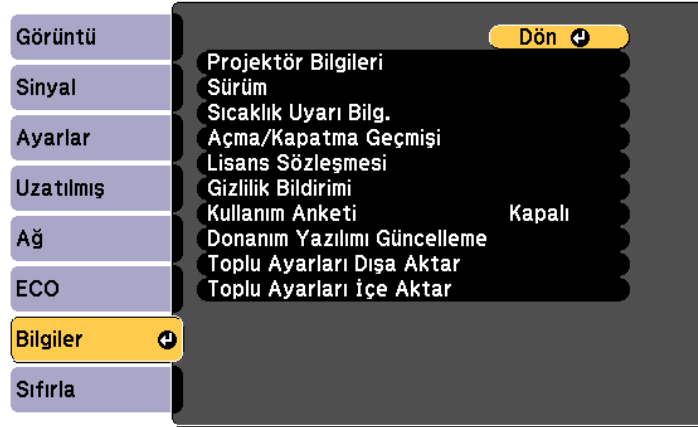 Görüntü
Sinyal
Ayarlar
Uzatılmış
Ağ
ECO
Bilgiler
Sıfırla
Dön
Projektör Bilgileri
Sürüm
Sıcaklık Uyarı Bilg.
Açma/Kapatma Geçmişi
Lisans Sözleşmesi
Gizlilik Bildirimi
Kullanım Anketi Kapalı
Donanım Yazılımı Güncelleme
Toplu Ayarları Dışa Aktar
Toplu Ayarları İçe Aktar